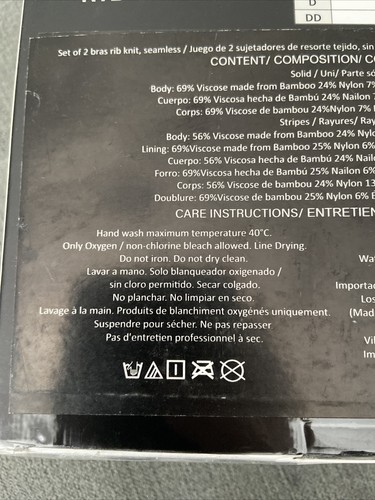 D
DD
Set of 2 bras rib knit, seamless / Juego de 2 sujetadores de resorte tejido, sin
CONTENT/ COMPOSITION/ CO
Solid / Uni/ Parte só
Body: 69% Viscose made from Bamboo 24% Nylon 7%
Cuerpo: 69% Viscosa hecha de Bambú 24% Nailon 7
Corps: 69% Viscose de bambou 24%Nylon 7%
Stripes / Rayures/ Ray
Body: 56% Viscose made from Bamboo 24% Nylo
Lining: 69%Viscose made from Bamboo 25% Nylon 6%
Cuerpo: 56% Viscosa hecha de Bambú 24% Nail
Forro: 69%Viscosa hecha de Bambú 25% Nailon 6%
Corps: 56% Viscose de bambou 24% Nylon 13
Doublure: 69%Viscose de bambou 25% Nylon 6% E
CARE INSTRUCTIONS/ ENTRETIEN
Hand wash maximum temperature 40°C.
Only Oxygen / non-chlorine bleach allowed. Line Drying.
Do not iron. Do not dry clean.
Wa
Lavar a mano. Solo blanqueador oxigenado /
sin cloro permitido. Secar colgado.
Importad
No planchar. No limpiar en seco.
Los
Lavage à la main. Produits de blanchiment oxygénés uniquement.
(Mad
Suspendre pour sécher. Ne pas repasser
Pas d'entretien professionnel à sec.
Vil
Im